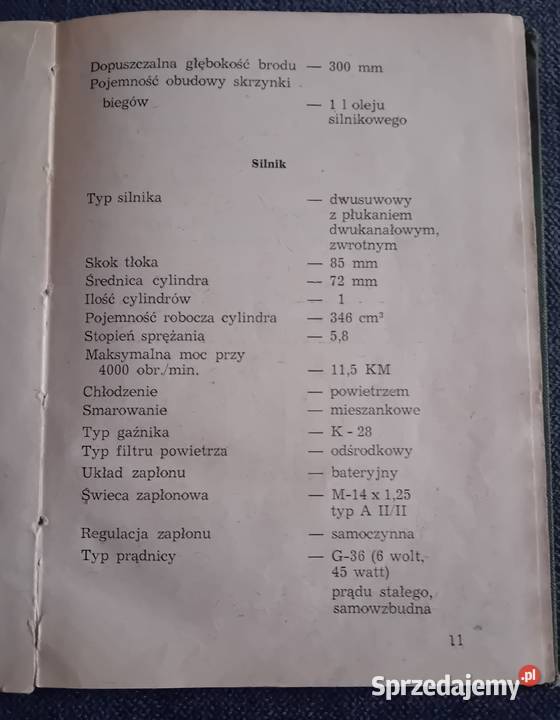 Dopuszczalna głębokość brodu — 300 mm
Pojemność obudowy skrzynki
biegów — 1 l oleju
silnikowego
Silnik
Typ silnika — dwusuwowy
z płukaniem
dwukanałowym,
zwrotnym
Skok tłoka — 85 mm
Średnica cylindra — 72 mm
Ilość cylindrów — 1
Pojemność robocza cylindra — 346 cm³
Stopień sprężania — 5,8
Maksymalna moc przy
4000 obr./min. — 11,5 KM
Chłodzenie — powietrzem
Smarowanie — mieszankowe
Typ gaźnika — K - 28
Typ filtru powietrza — odśrodkowy
Układ zapłonu — bateryjny
Świeca zapłonowa — M-14 x 1,25
typ A II/II
Regulacja zapłonu — samoczynna
Typ prądnicy — G-36 (6 wolt,
45 watt)
prądu stałego,
samowzbudna
11
Sprzedajemy.pl